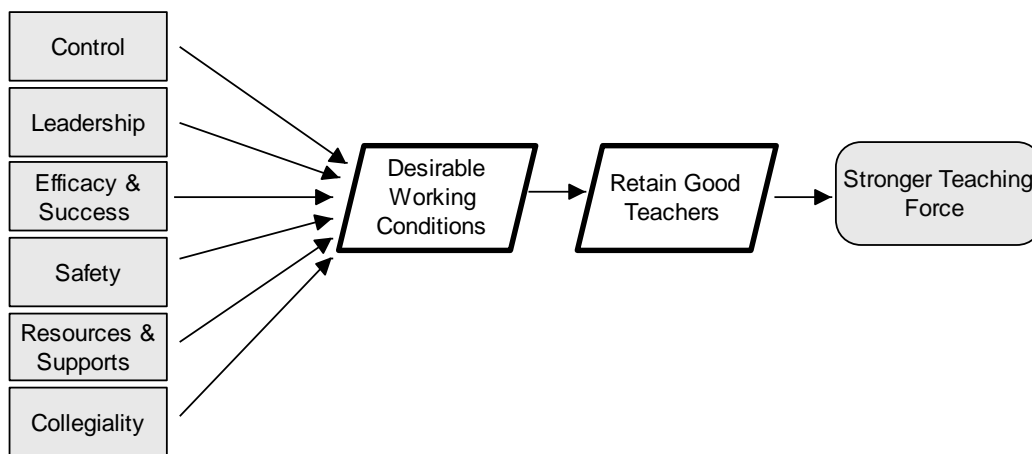 Control
Leadership
Efficacy &
Success
Safety
Resources &
Supports
Collegiality
Desirable
Working
Conditions
Retain Good
Teachers
Stronger Teaching
Force